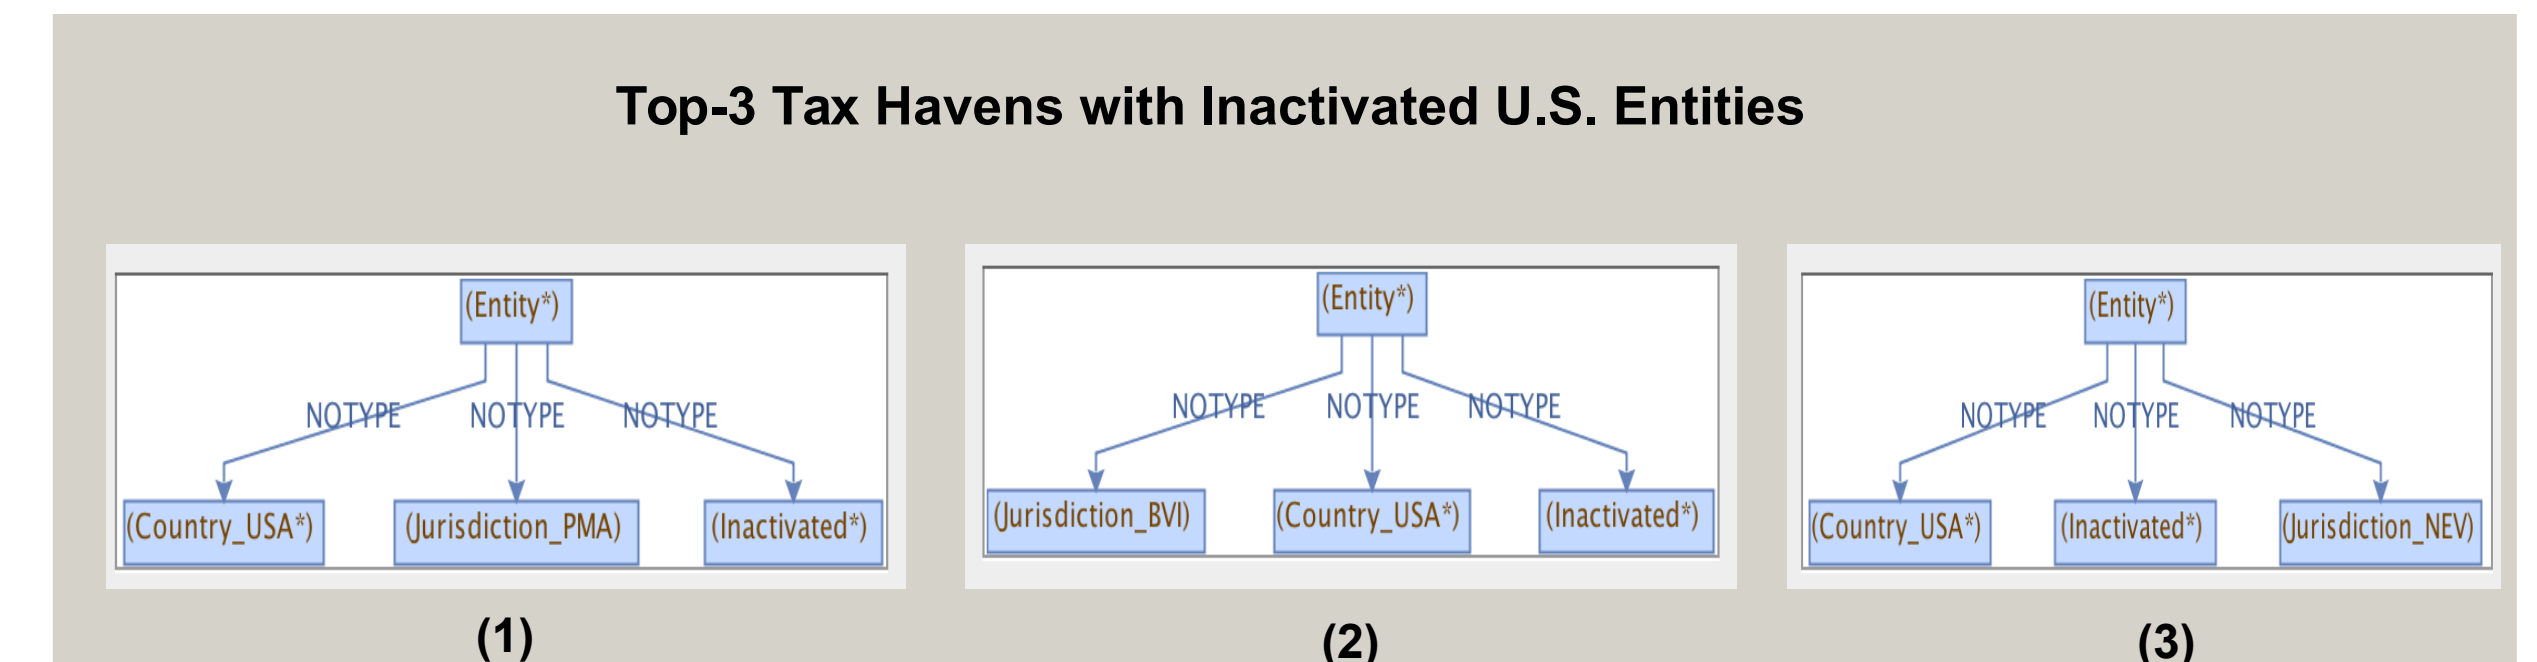 Top-3 Tax Havens with Inactivated U.S. Entities
(Entity*)
NOTYPE NOTYPE NOTYPE
(Country_USA*) (Jurisdiction_PMA) (Inactivated*)
(1)
(Entity*)
NOTYPE NOTYPE NOTYPE
(Jurisdiction_BVI) (Country_USA*) (Inactivated*)
(2)
(Entity*)
NOTYPE NOTYPE NOTYPE
(Country_USA*) (Inactivated*) (Jurisdiction_NEV)
(3)